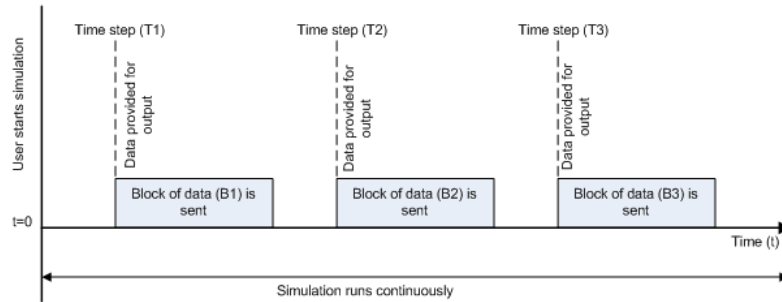 User starts simulation
t=0
Time step (T1)
Data provided for
output
Block of data (B1) is
sent
Time step (T2)
Data provided for
output
Block of data (B2) is
sent
Time step (T3)
Data provided for
output
Block of data (B3) is
sent
Time (t)
Simulation runs continuously